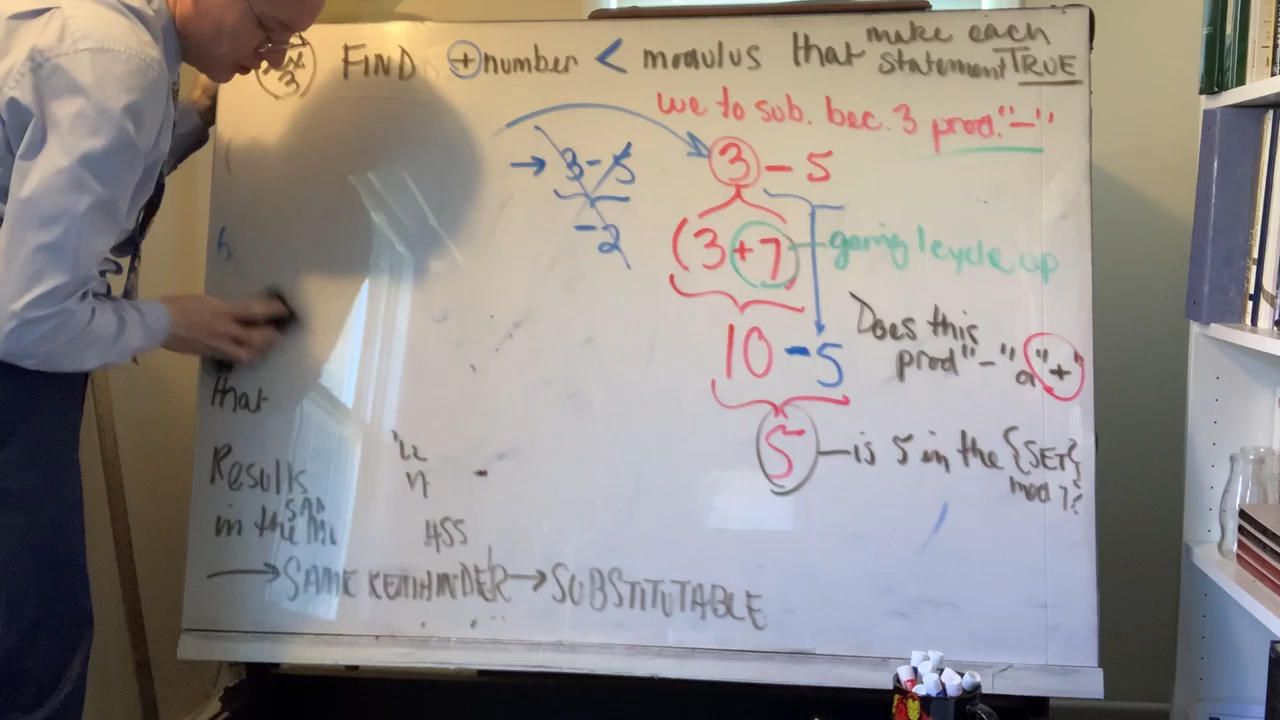 3
FIND + number < modulus that make each statement TRUE
we to sub. bec. 3 prod. "-"
→ 3-5
3 - 5
-2
(3+7
going 1 cycle up
10 - 5
Does this
prod "-" a "+"
5 - is 5 in the {SET}
mod 7?
that
Results
in the
HSS
→ SAME REMAINDER → SUBSTITUTABLE